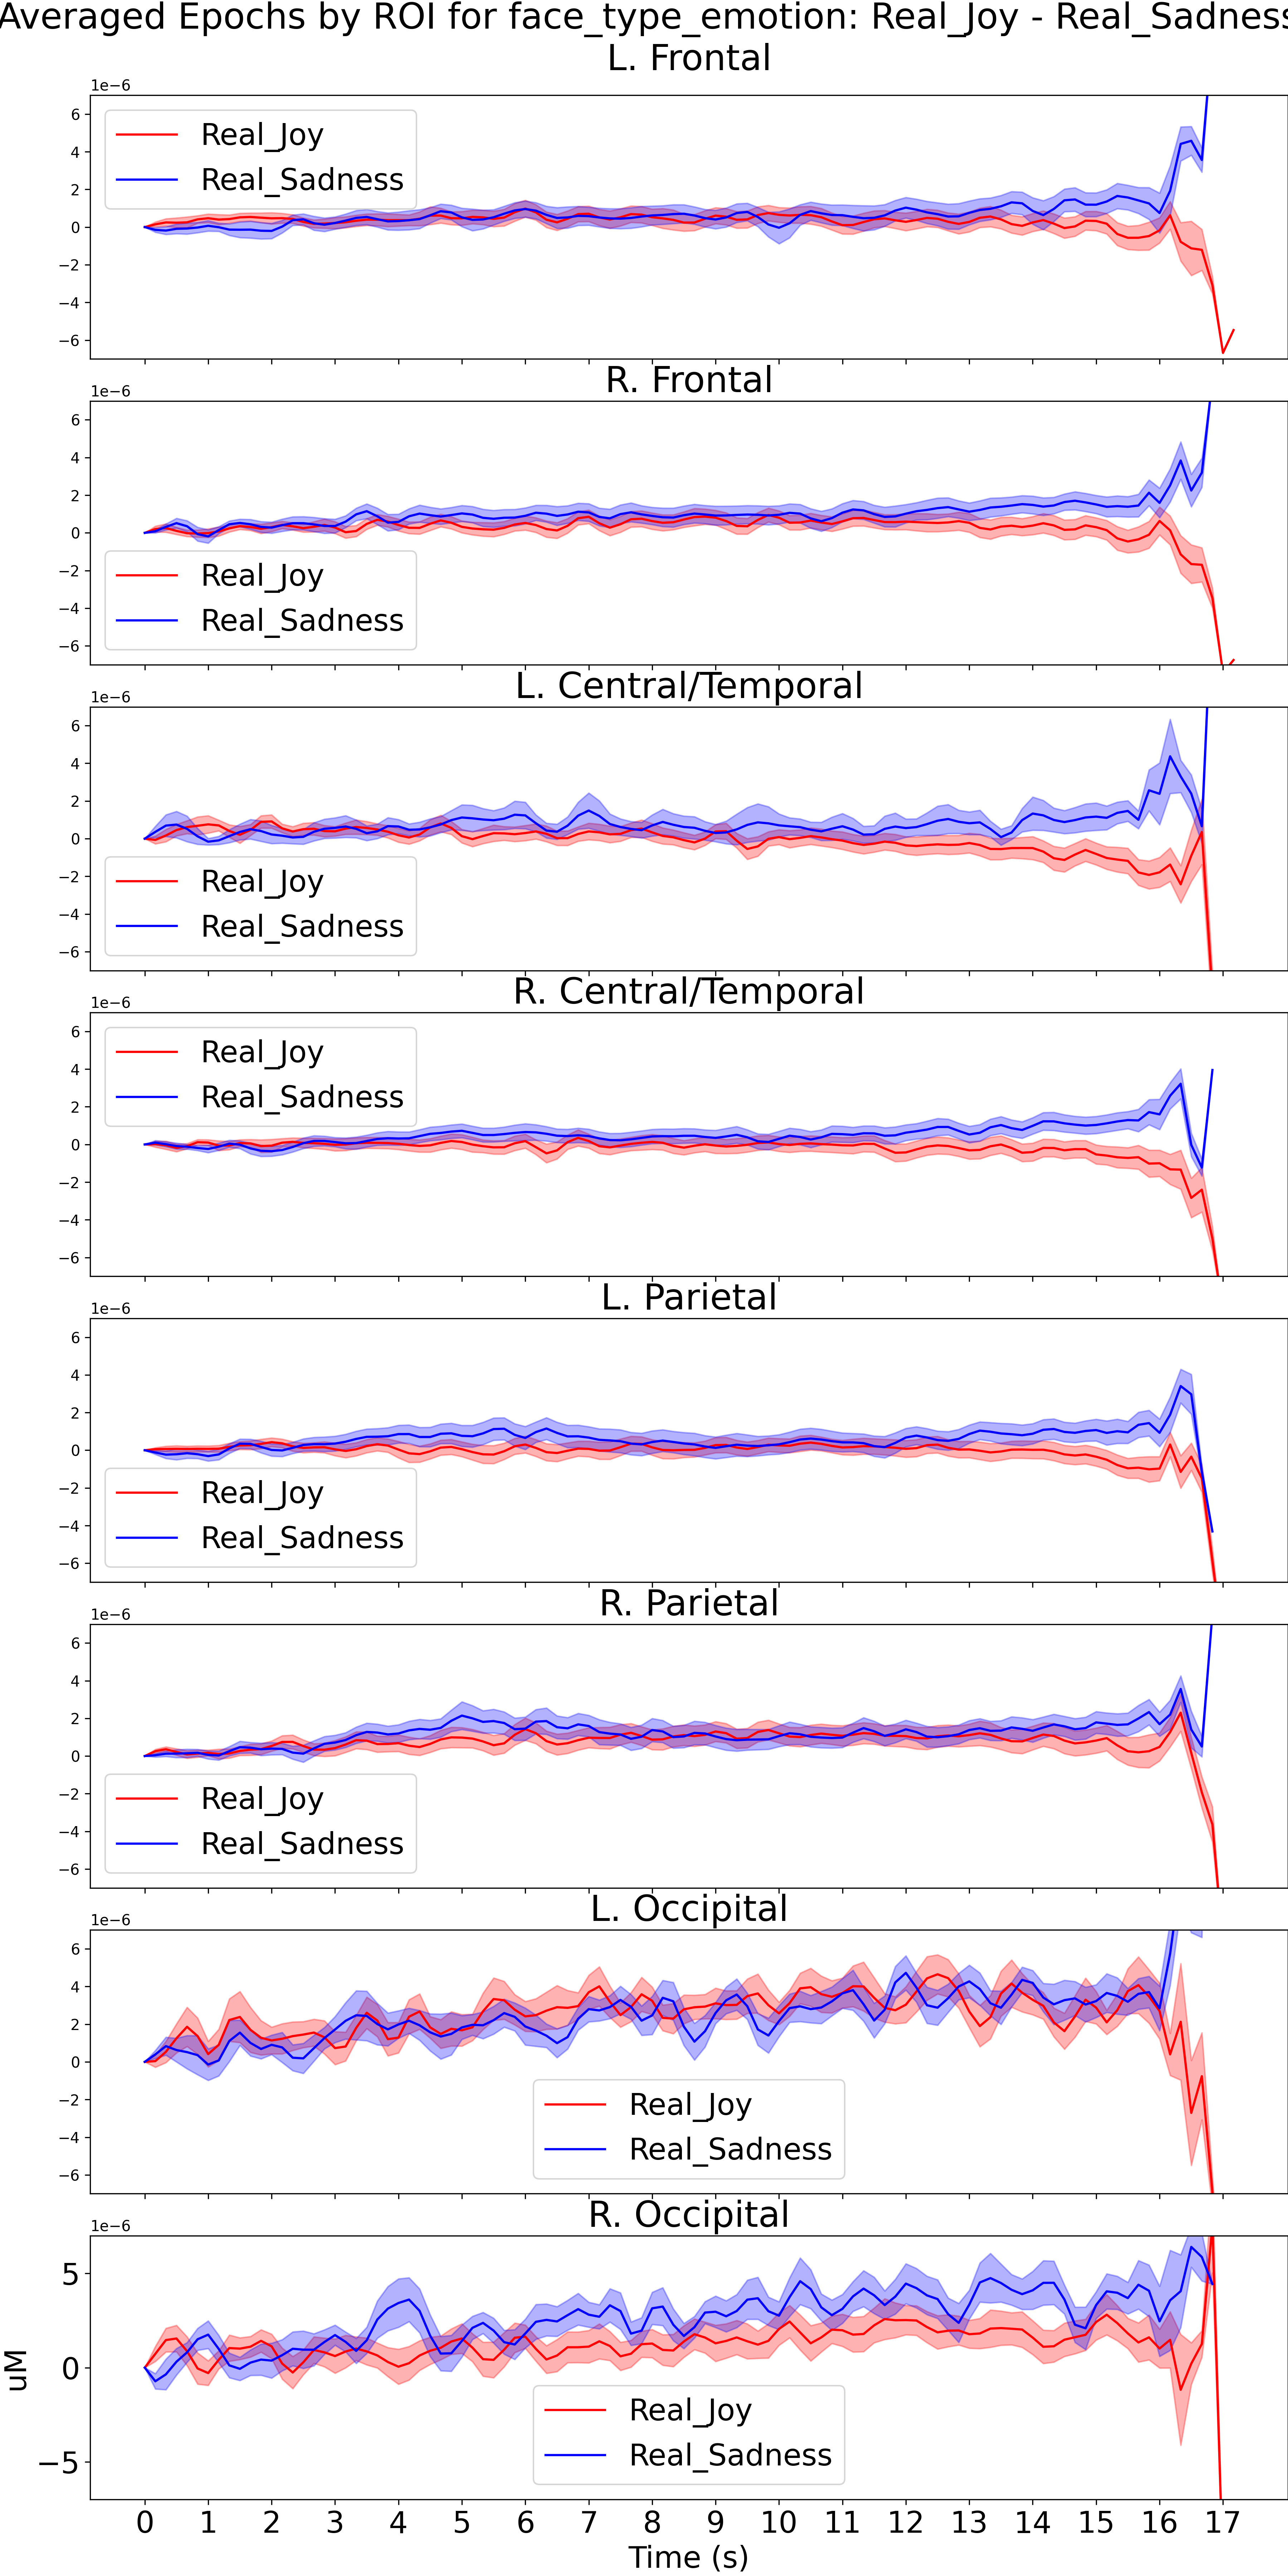 Averaged Epochs by ROI for face_type_emotion: Real_Joy - Real_Sadness
L. Frontal
1e−6
6
4
2
0
−2
−4
−6
Real_Joy
Real_Sadness
R. Frontal
1e−6
6
4
2
0
−2
−4
−6
Real_Joy
Real_Sadness
L. Central/Temporal
1e−6
6
4
2
0
−2
−4
−6
Real_Joy
Real_Sadness
R. Central/Temporal
1e−6
6
4
2
0
−2
−4
−6
Real_Joy
Real_Sadness
L. Parietal
1e−6
6
4
2
0
−2
−4
−6
Real_Joy
Real_Sadness
R. Parietal
1e−6
6
4
2
0
−2
−4
−6
Real_Joy
Real_Sadness
L. Occipital
1e−6
6
4
2
0
−2
−4
−6
Real_Joy
Real_Sadness
R. Occipital
1e−6
5
0
−5
uM
Real_Joy
Real_Sadness
0 1 2 3 4 5 6 7 8 9 10 11 12 13 14 15 16 17
Time (s)